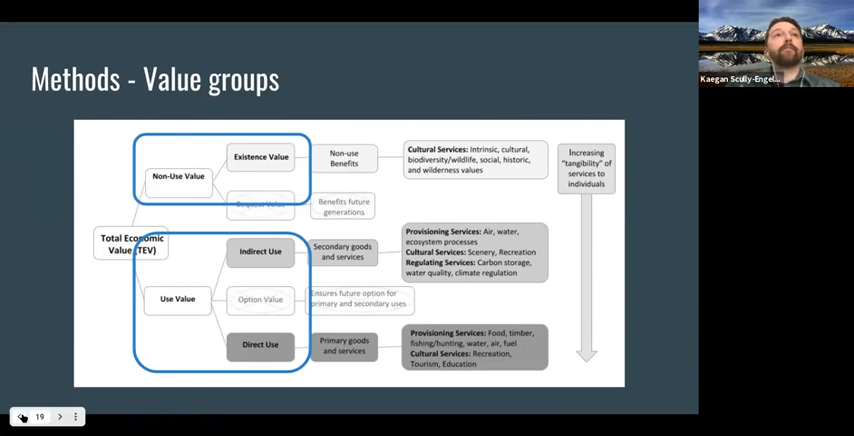 Methods - Value groups
Kaegan Scully-Engel...
Non-Use Value
Existence Value
Non-use
Benefits
Cultural Services: Intrinsic, cultural,
biodiversity/wildlife, social, historic,
and wilderness values
Increasing
"tangibility" of
services to
individuals
Bequest Value
Benefits future
generations
Total Economic
Value (TEV)
Indirect Use
Secondary goods
and services
Provisioning Services: Air, water,
ecosystem processes
Cultural Services: Scenery, Recreation
Regulating Services: Carbon storage,
water quality, climate regulation
Use Value
Option Value
Ensures future option for
primary and secondary uses
Direct Use
Primary goods
and services
Provisioning Services: Food, timber,
fishing/hunting, water, air, fuel
Cultural Services: Recreation,
Tourism, Education
19